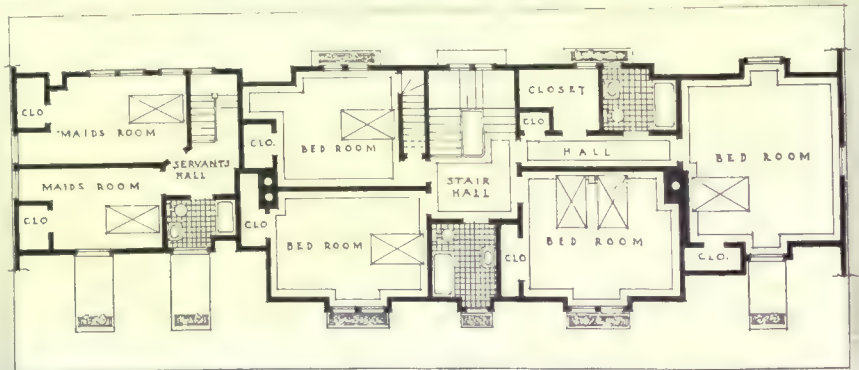 CLO
MAIDS ROOM
SERVANTS
HALL
MAIDS ROOM
CLO
CLO.
BED ROOM
CLO
BED ROOM
STAIR
HALL
CLOSET
CLO
HALL
CLO
BED ROOM
BED ROOM
CLO.